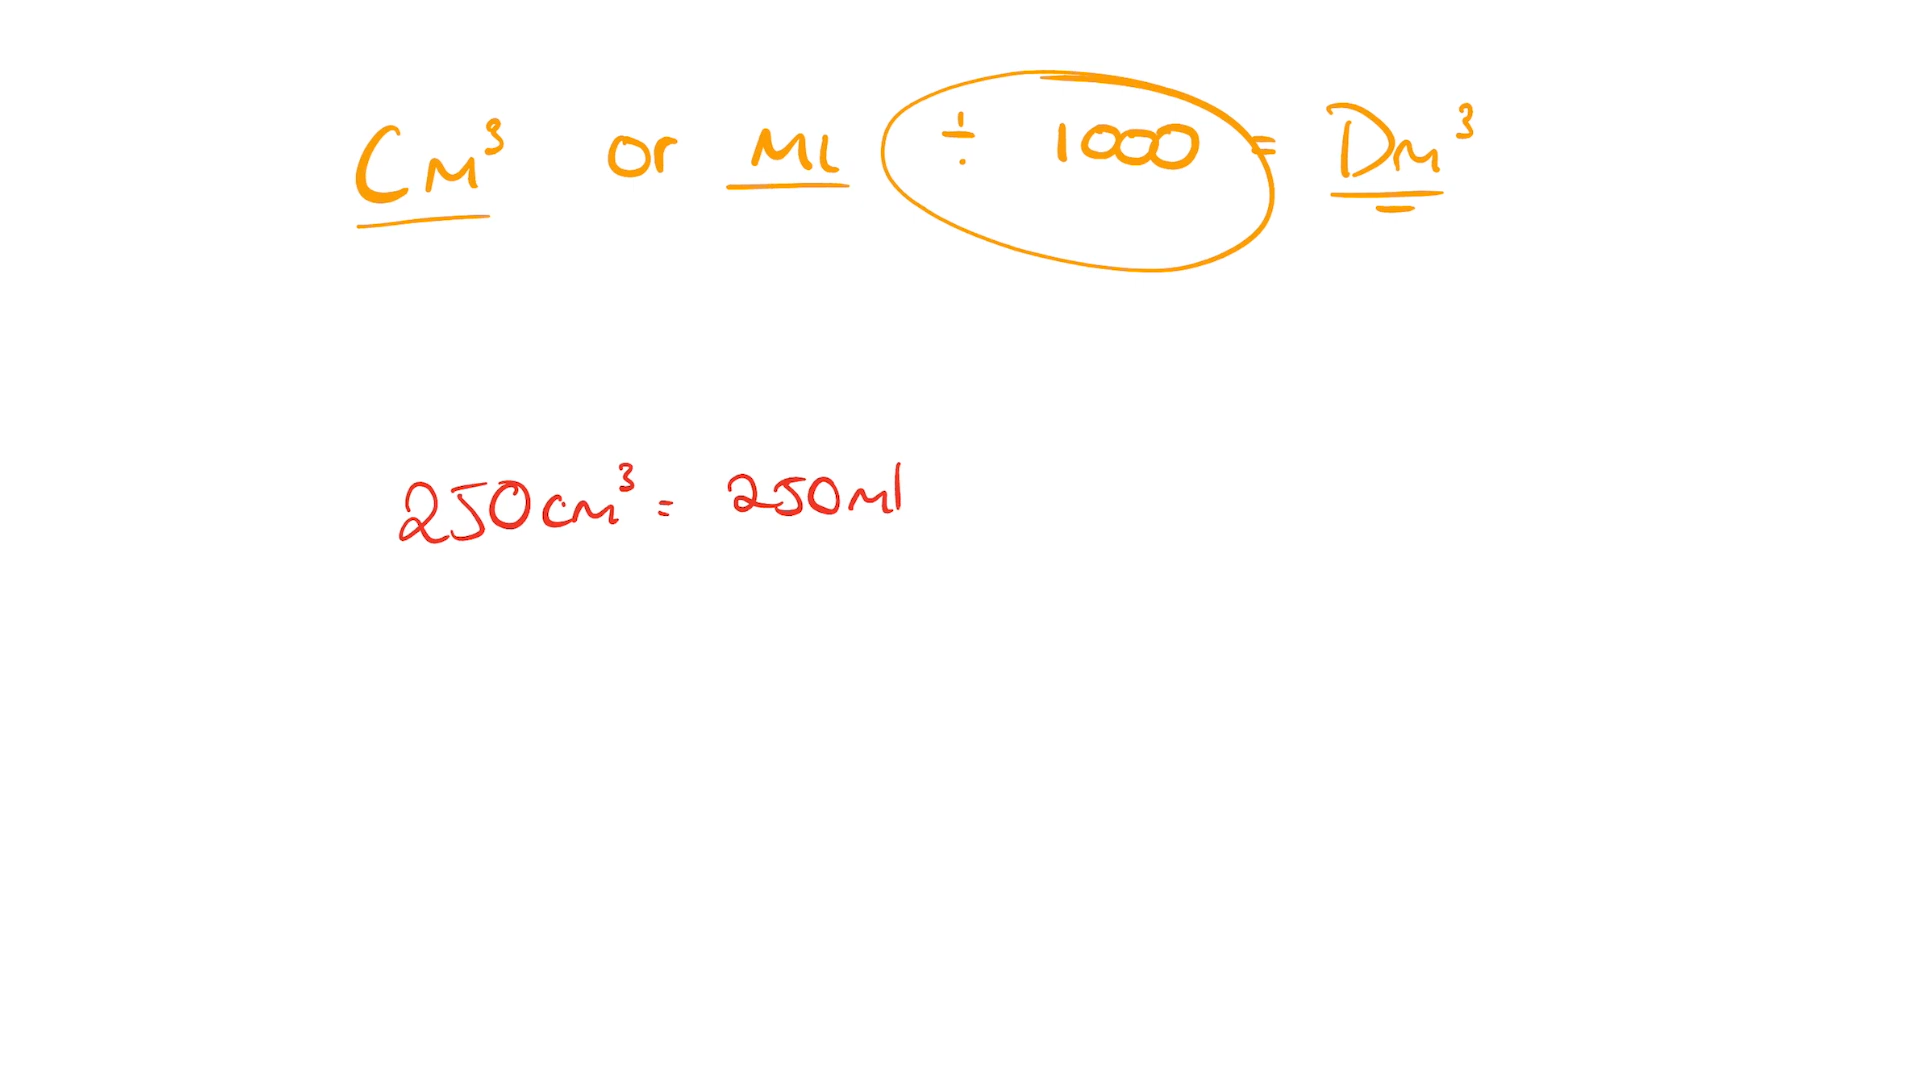 Cm³ or Ml ÷ 1000 = Dm³
250cm³ = 250ml